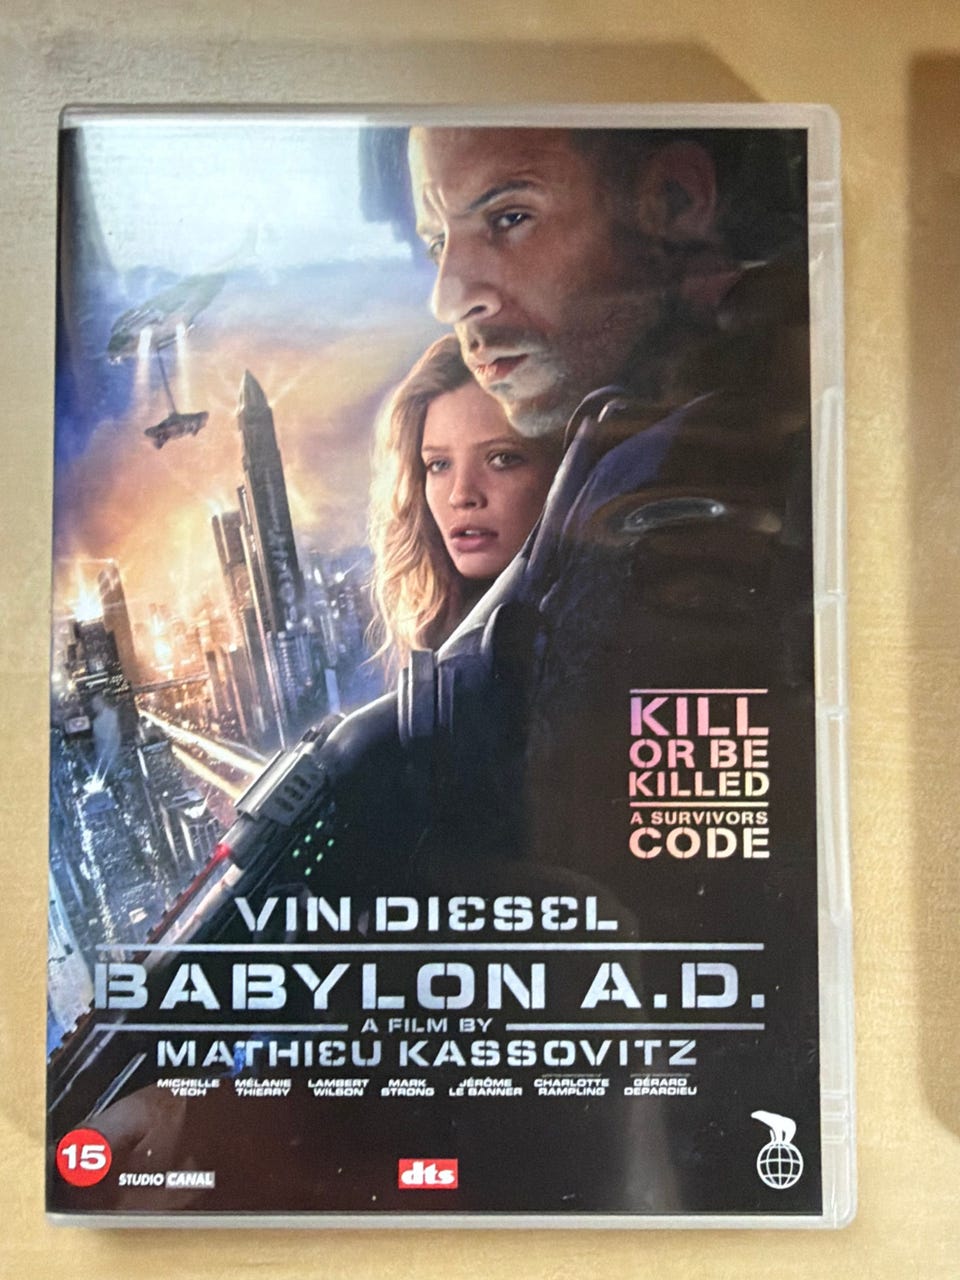 KILL
OR BE
KILLED
A SURVIVORS
CODE
VIN DIESEL
BABYLON A.D.
A FILM BY
MATHIEU KASSOVITZ
MICHELLE YEOH MÉLANIE THIERRY LAMBERT WILSON MARK STRONG JÉRÔME LE BANNER CHARLOTTE RAMPLING GÉRARD DEPARDIEU
15
STUDIO CANAL
dts